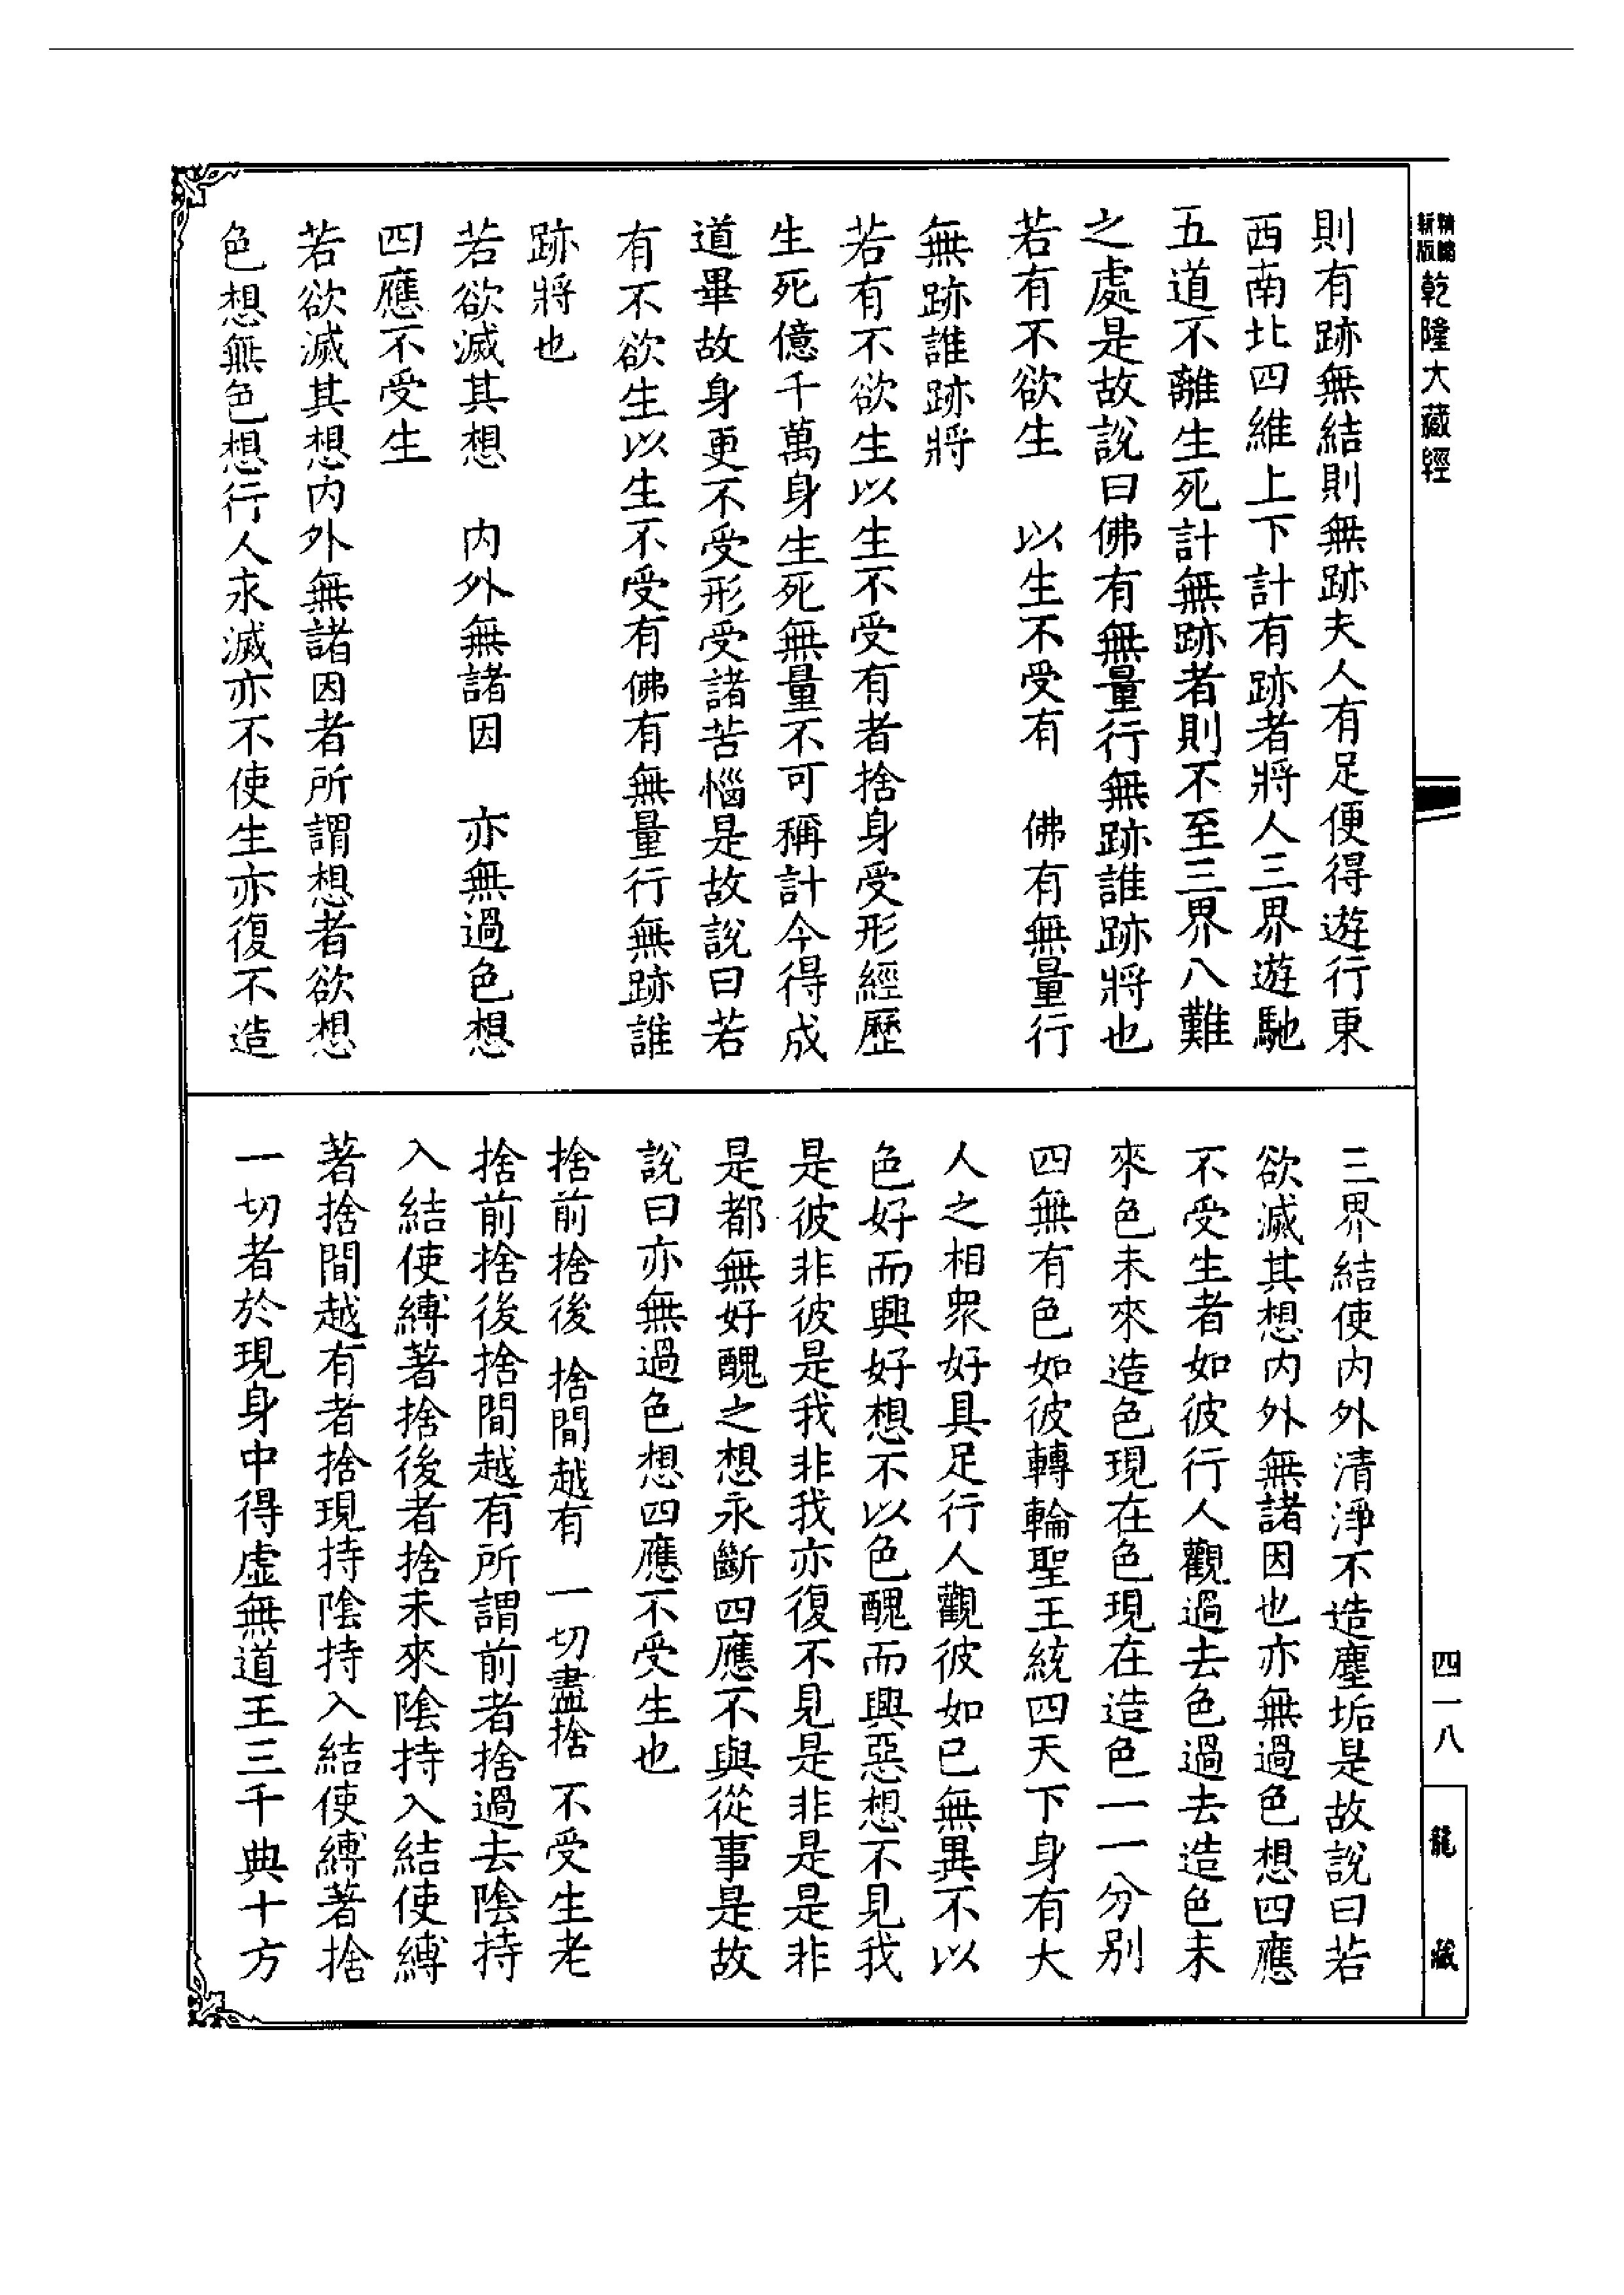 精縮新版乾隆大藏經
則有跡無結則無跡夫人有足便得遊行東
西南北四維上下計有跡者將人三界遊馳
五道不離生死計無跡者則不至三界八難
之處是故說曰佛有無量行無跡誰跡將也
若有不欲生　以生不受有　佛有無量行
無跡誰跡將
若有不欲生以生不受有者捨身受形經歷
生死億千萬身生死無量不可稱計今得成
道畢故身更不受形受諸苦惱是故說曰若
有不欲生以生不受有佛有無量行無跡誰
跡將也
若欲滅其想　內外無諸因　亦無過色想
四應不受生
若欲滅其想內外無諸因者所謂想者欲想
色想無色想行人求滅亦不使生亦復不造
三界結使內外清淨不造塵垢是故說曰若
欲滅其想內外無諸因也亦無過色想四應
不受生者如彼行人觀過去色過去造色未
來色未來造色現在色現在造色一一分別
四無有色如彼轉輪聖王統四天下身有大
人之相眾好具足行人觀彼如已無異不以
色好而興好想不以色醜而興惡想不見我
是彼非彼是我非我亦復不見是非是是非
是都無好醜之想永斷四應不與從事是故
說曰亦無過色想四應不受生也
捨前捨後　捨間越有　一切盡捨　不受生老
捨前捨後捨間越有所謂前者捨過去陰持
入結使縛著捨後者捨未來陰持入結使縛
著捨間越有者捨現持陰持入結使縛著捨
一切者於現身中得虛無道王三千典十方
四一八
龍藏